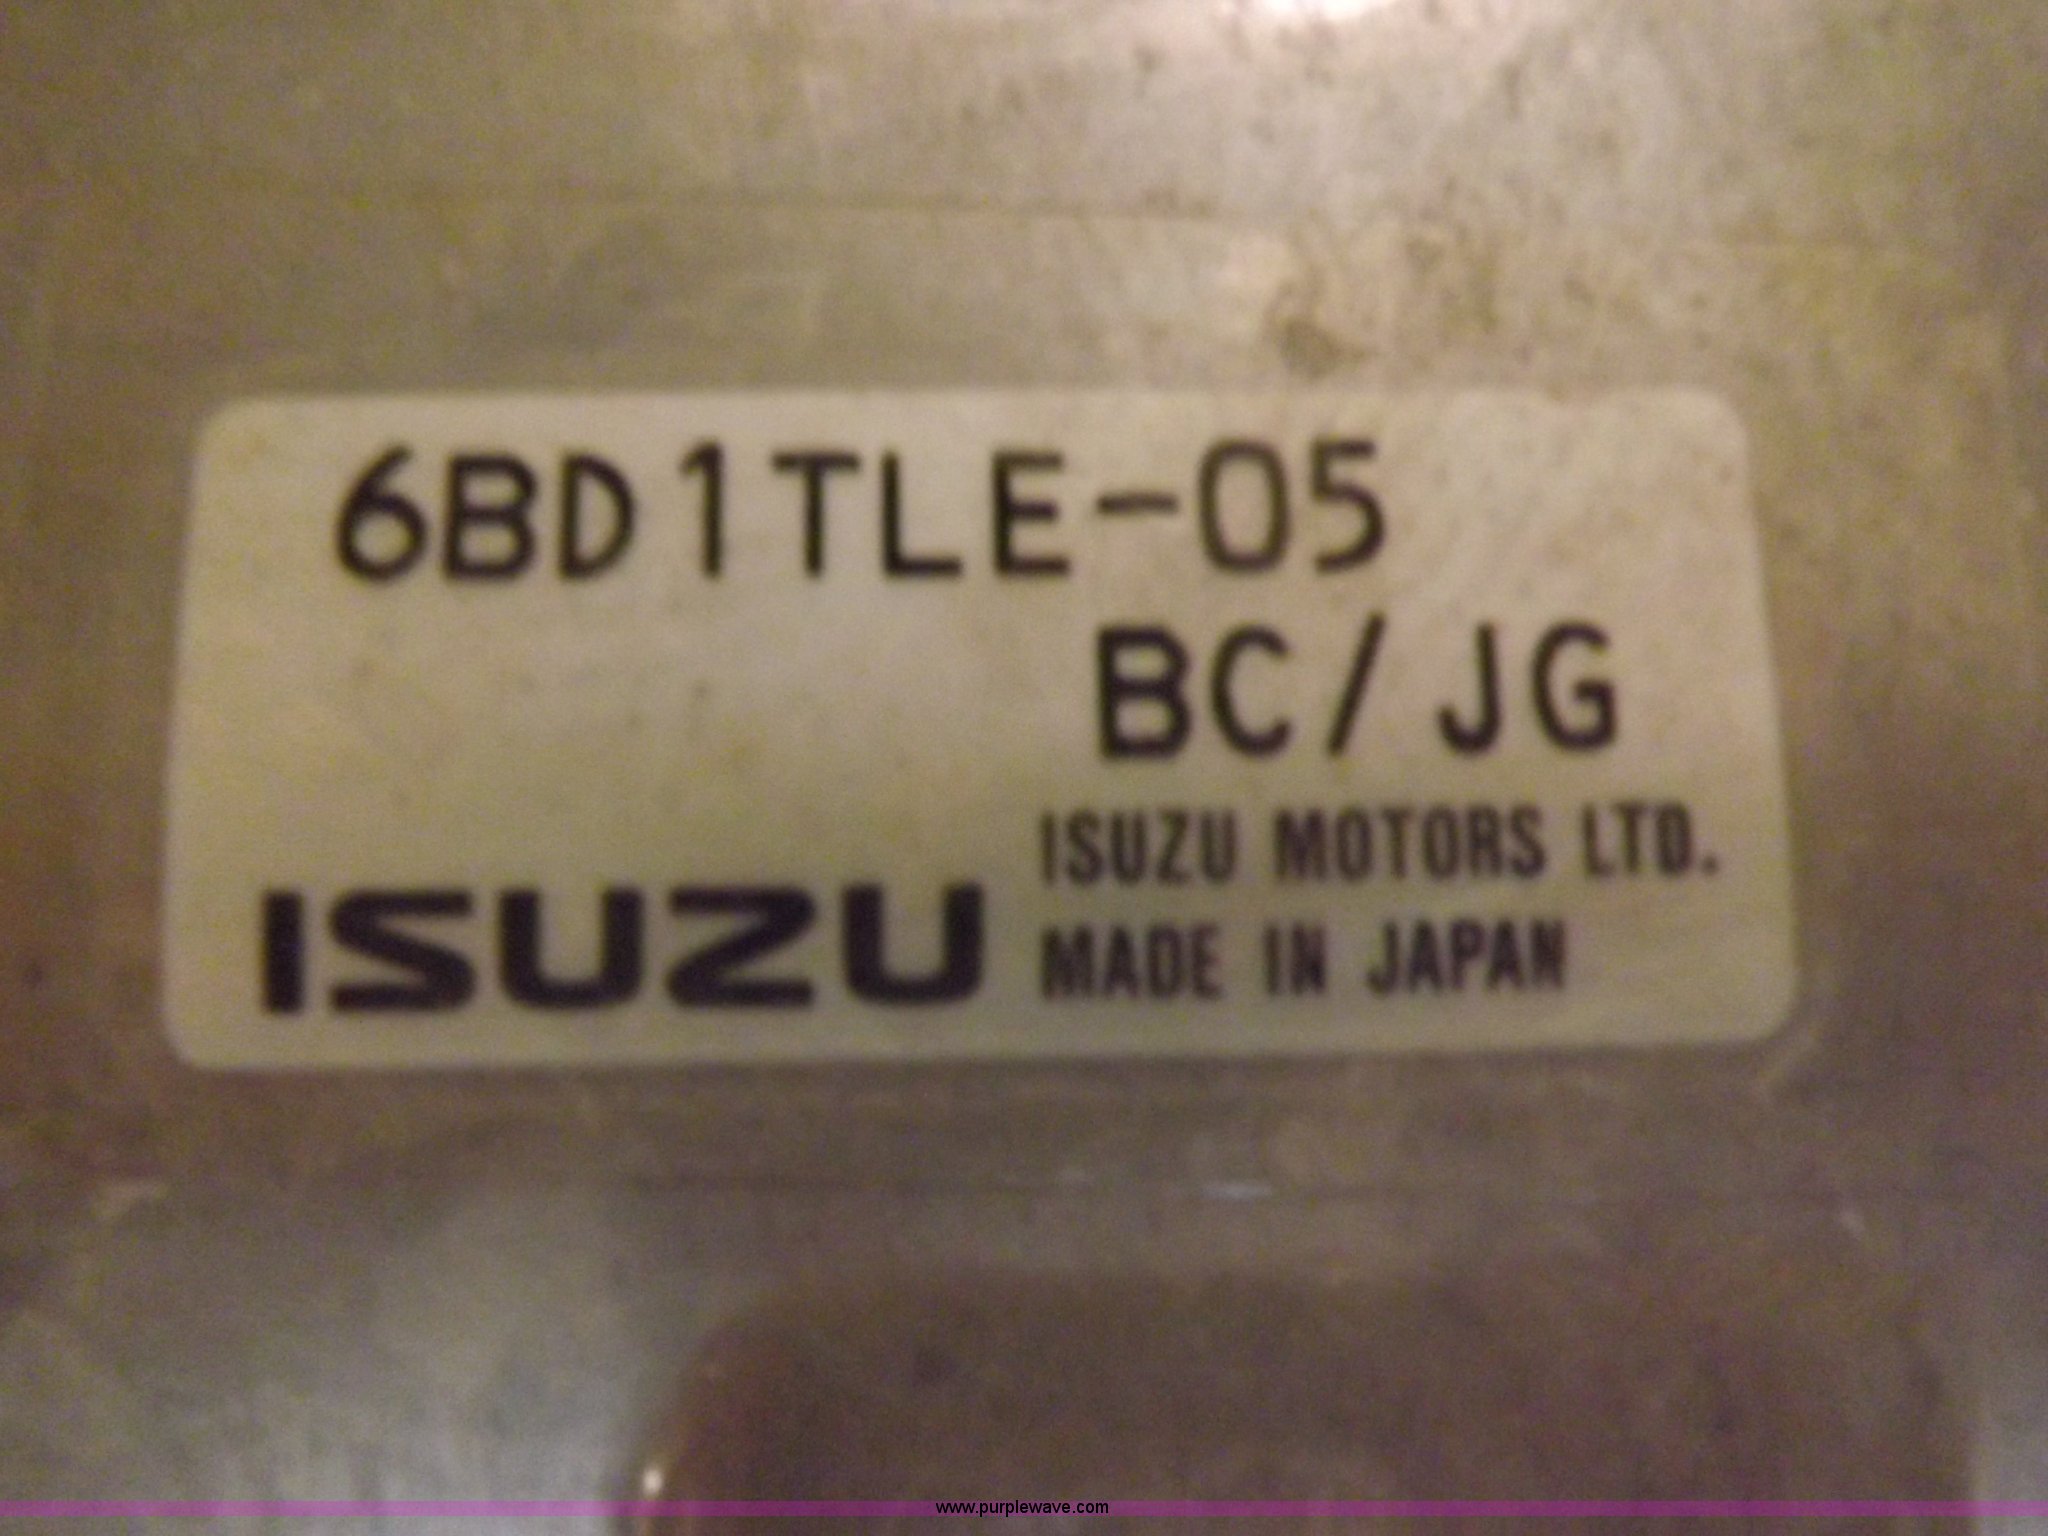 6BD1TLE-05
BC/JG
ISUZU MOTORS LTD.
ISUZU
MADE IN JAPAN
www.purplewave.com